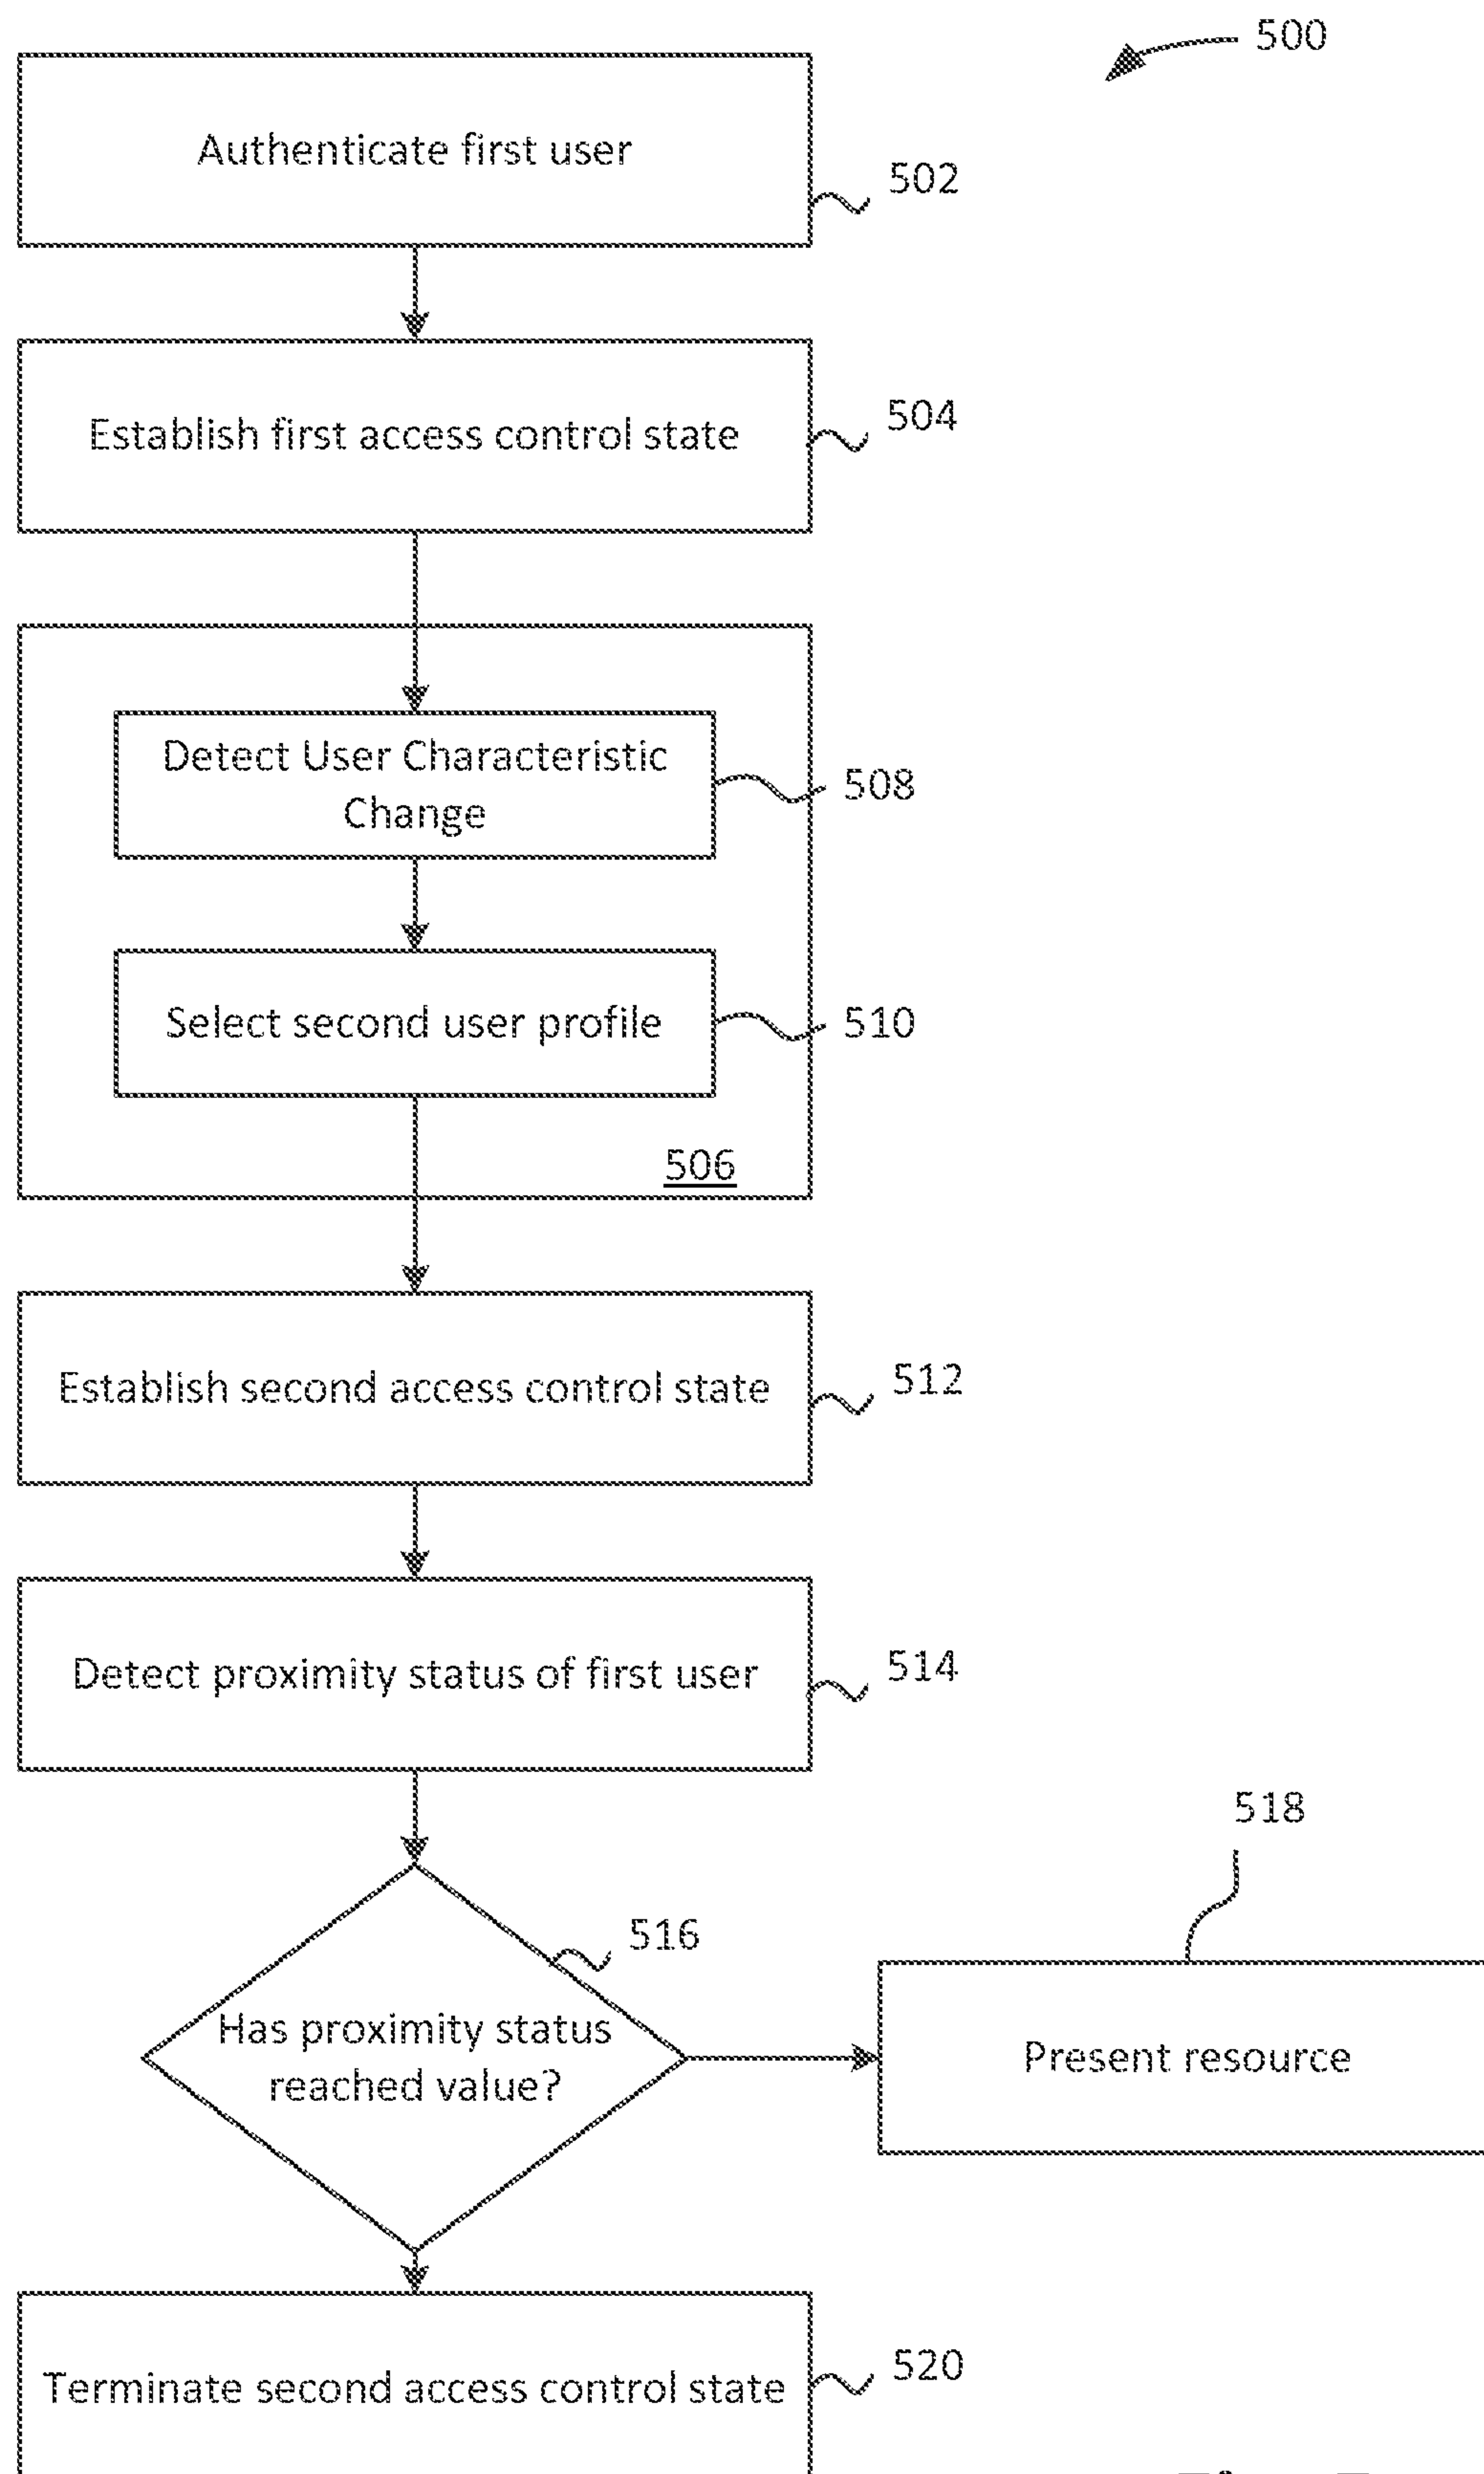 500
Authenticate first user
502
Establish first access control state
504
Detect User Characteristic
Change
508
Select second user profile
510
506
Establish second access control state
512
Detect proximity status of first user
514
518
516
Has proximity status
reached value?
Present resource
Terminate second access control state
520